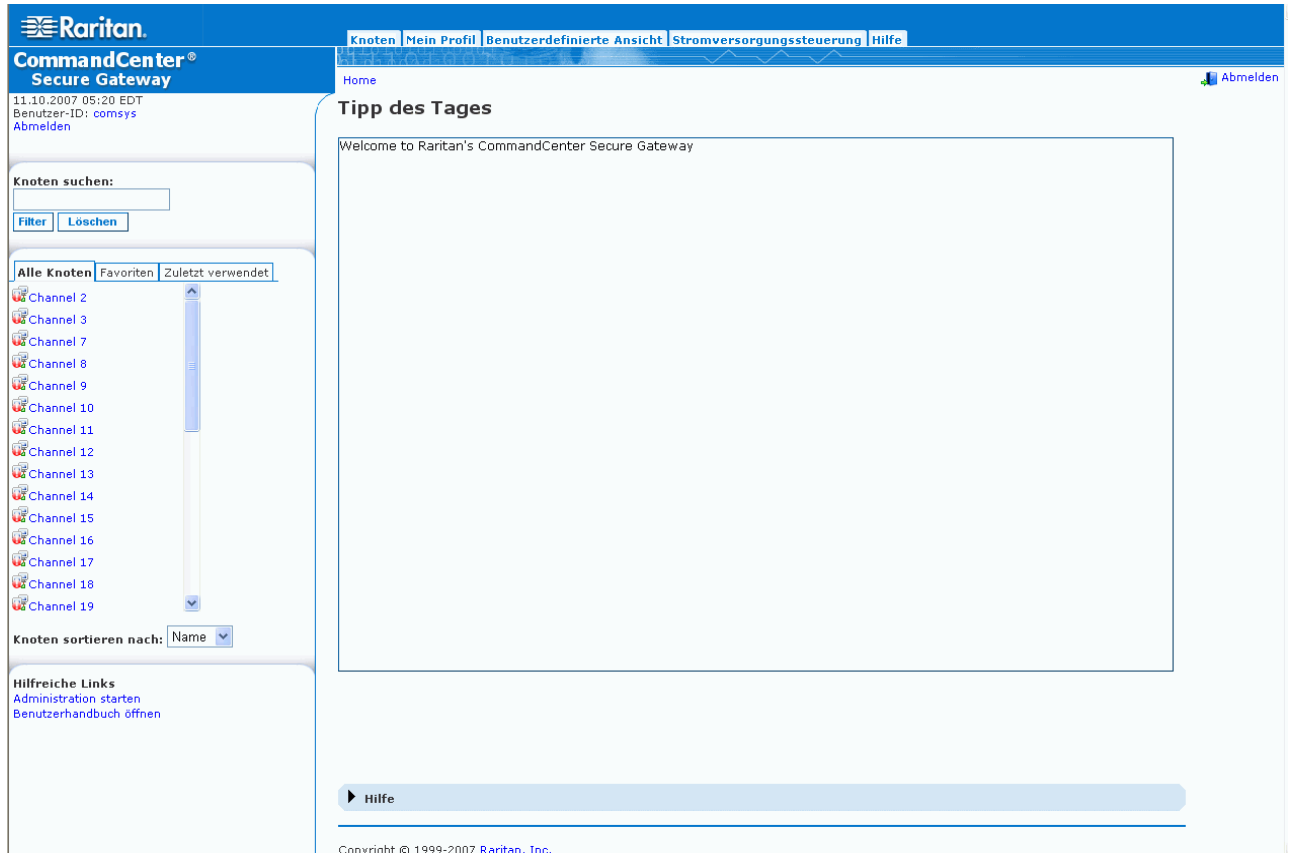 Raritan.
CommandCenter®
Secure Gateway
Knoten Mein Profil Benutzerdefinierte Ansicht Stromversorgungssteuerung Hilfe
11.10.2007 05:20 EDT
Benutzer-ID: comsys
Abmelden
Knoten suchen:
Filter Löschen
Alle Knoten Favoriten Zuletzt verwendet
Channel 2
Channel 3
Channel 7
Channel 8
Channel 9
Channel 10
Channel 11
Channel 12
Channel 13
Channel 14
Channel 15
Channel 16
Channel 17
Channel 18
Channel 19
Knoten sortieren nach: Name
Hilfreiche Links
Administration starten
Benutzerhandbuch öffnen
Home
Abmelden
Tipp des Tages
Welcome to Raritan's CommandCenter Secure Gateway
Hilfe
Copyright © 1999-2007 Raritan, Inc.